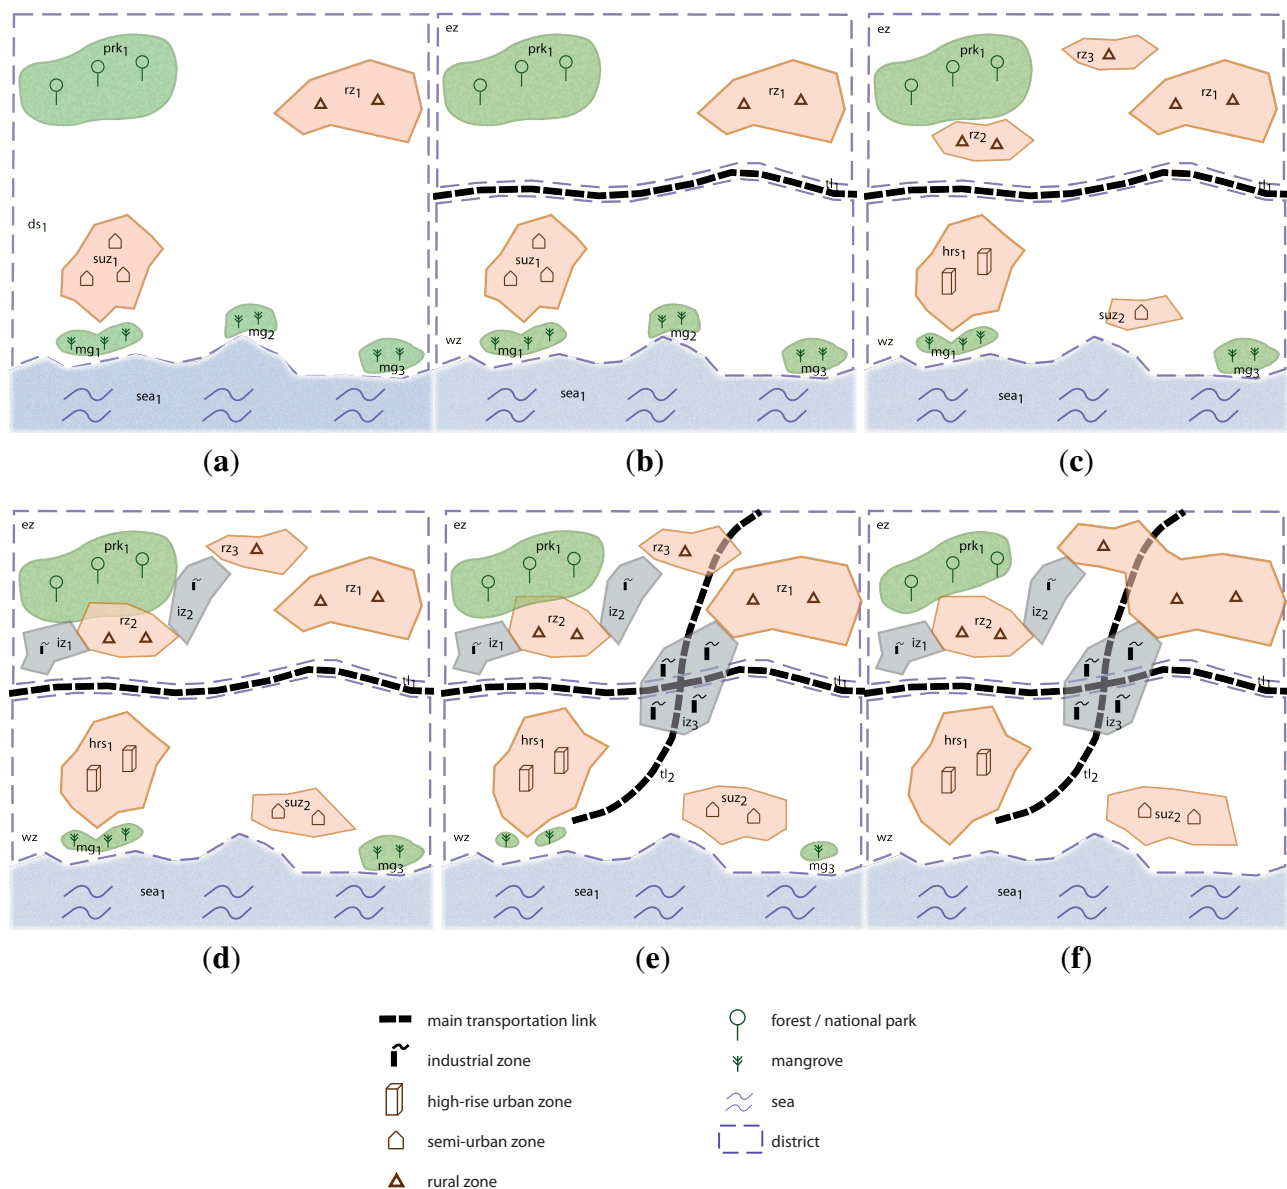 prk1
rz1
ds1
suz1
mg1
mg2
mg3
sea1
(a)
ez
prk1
rz1
tl1
suz1
wz
mg1
mg2
mg3
sea1
(b)
ez
prk1
rz3
rz1
rz2
tl1
hrs1
suz2
wz
mg1
mg3
sea1
(c)
ez
prk1
rz3
rz1
iz2
rz2
iz1
tl1
hrs1
suz2
wz
mg1
mg3
sea1
(d)
ez
prk1
rz3
rz1
iz2
rz2
iz1
tl1
iz3
hrs1
tl2
suz2
wz
mg3
sea1
(e)
ez
prk1
iz2
rz2
iz1
tl1
iz3
hrs1
tl2
suz2
wz
sea1
(f)
main transportation link
industrial zone
high-rise urban zone
semi-urban zone
rural zone
forest / national park
mangrove
sea
district